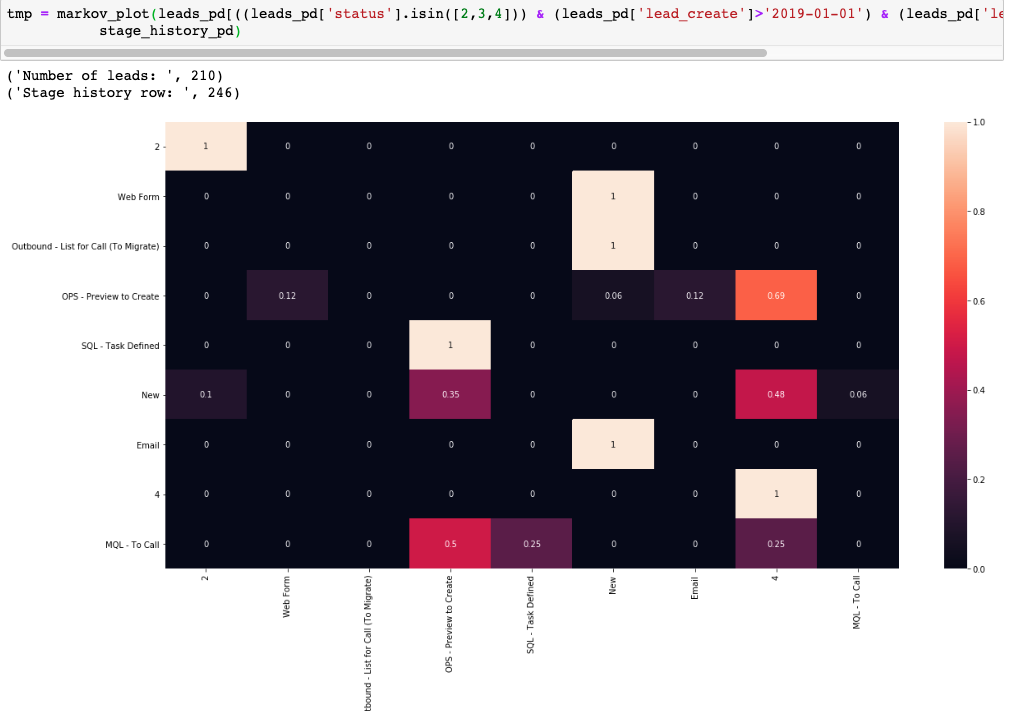 tmp = markov_plot(leads_pd[((leads_pd['status'].isin([2,3,4])) & (leads_pd['lead_create']>'2019-01-01') & (leads_pd['le
stage_history_pd)
('Number of leads: ', 210)
('Stage history row: ', 246)
2 1 0 0 0 0 0 0 0 0
Web Form 0 0 0 0 0 1 0 0 0
Outbound - List for Call (To Migrate) 0 0 0 0 0 1 0 0 0
OPS - Preview to Create 0 0.12 0 0 0 0.06 0.12 0.69 0
SQL - Task Defined 0 0 0 1 0 0 0 0 0
New 0.1 0 0 0.35 0 0 0 0.48 0.06
Email 0 0 0 0 0 1 0 0 0
4 0 0 0 0 0 0 0 1 0
MQL - To Call 0 0 0 0.5 0.25 0 0 0.25 0
2
Web Form
tbound - List for Call (To Migrate)
OPS - Preview to Create
SQL - Task Defined
New
Email
4
MQL - To Call
1.0
0.8
0.6
0.4
0.2
0.0